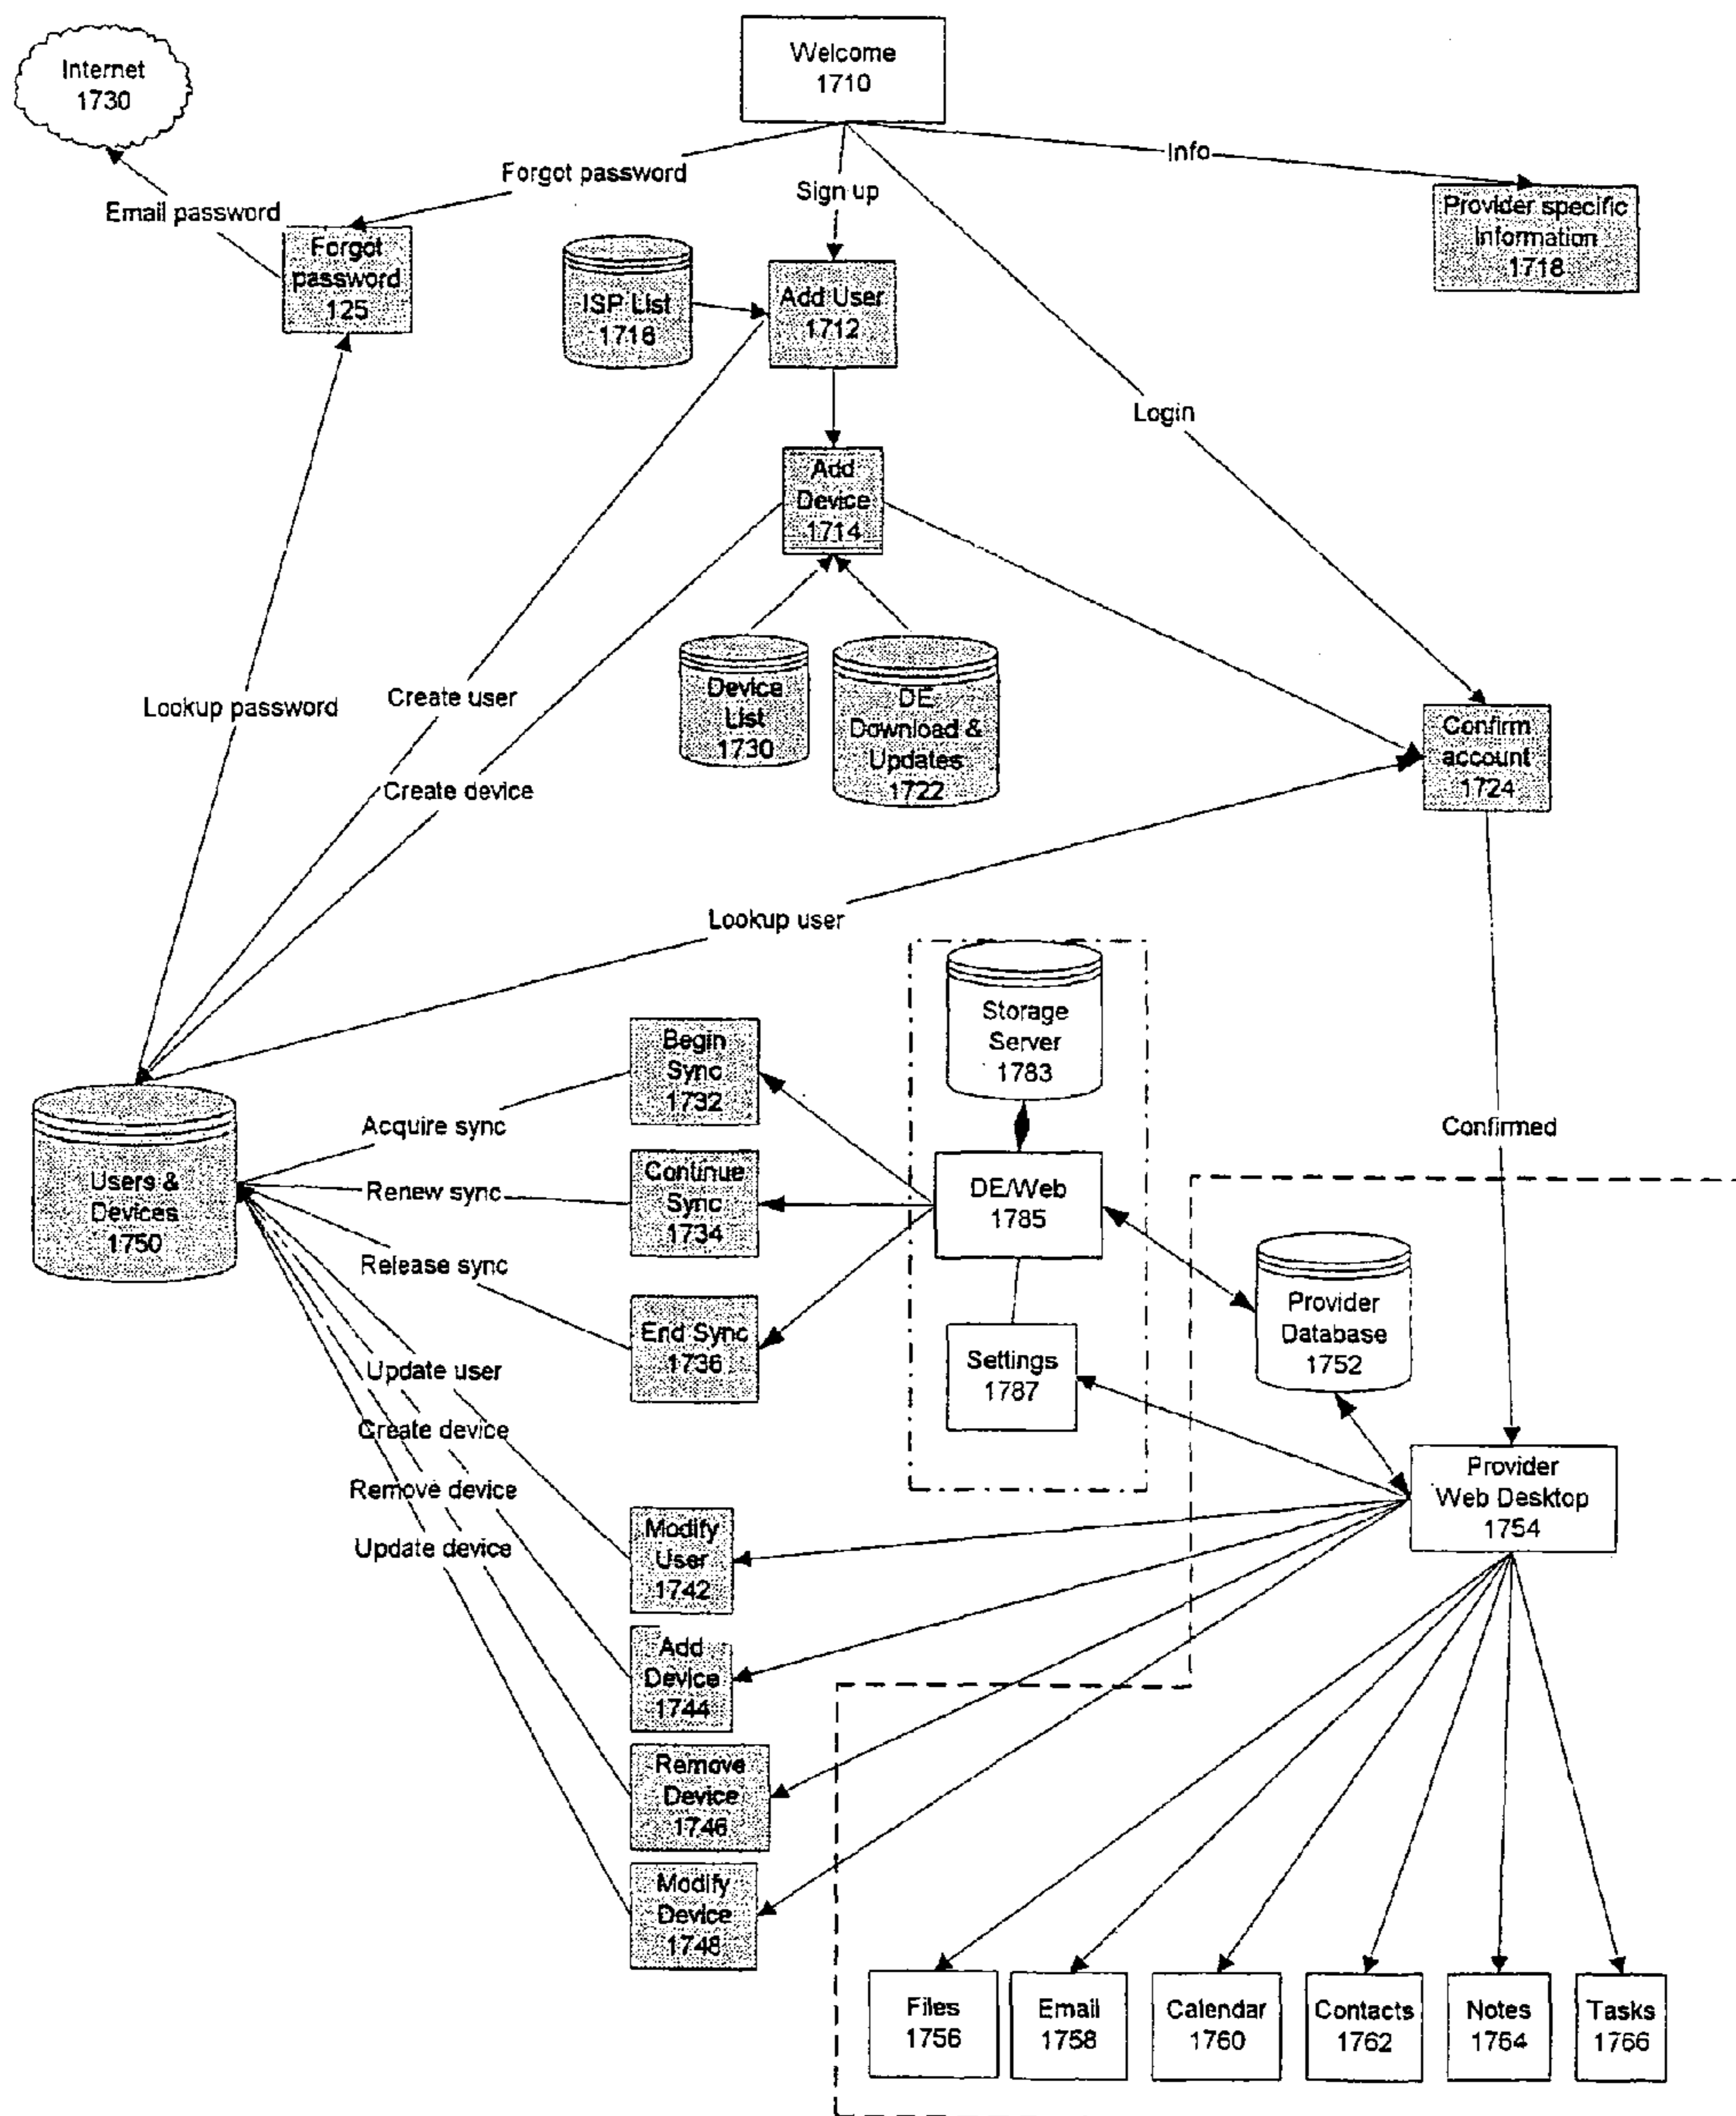 Welcome
1710
Internet
1730
Info
Forgot password
Sign up
Email password
Provider specific
Information
1718
Forgot
password
125
ISP List
1716
Add User
1712
Login
Add
Device
1714
Device
List
1730
DE
Download &
Updates
1722
Create user
Lookup password
Confirm
account
1724
Create device
Lookup user
Storage
Server
1783
Begin
Sync
1732
Acquire sync
Confirmed
Users &
Devices
1750
Renew sync
Continue
Sync
1734
DE/Web
1785
Release sync
End Sync
1736
Provider
Database
1752
Settings
1787
Update user
Create device
Remove device
Update device
Provider
Web Desktop
1754
Modify
User
1742
Add
Device
1744
Remove
Device
1746
Modify
Device
1748
Files
1756
Email
1758
Calendar
1760
Contacts
1762
Notes
1764
Tasks
1766